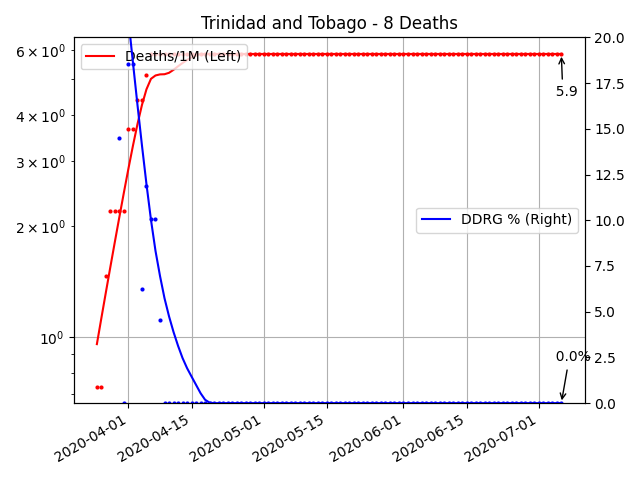 Trinidad and Tobago - 8 Deaths
Deaths/1M (Left)
DDRG % (Right)
6 × 10⁰
4 × 10⁰
3 × 10⁰
2 × 10⁰
10⁰
20.0
17.5
15.0
12.5
10.0
7.5
5.0
2.5
0.0
5.9
0.0%
2020-04-01
2020-04-15
2020-05-01
2020-05-15
2020-06-01
2020-06-15
2020-07-01